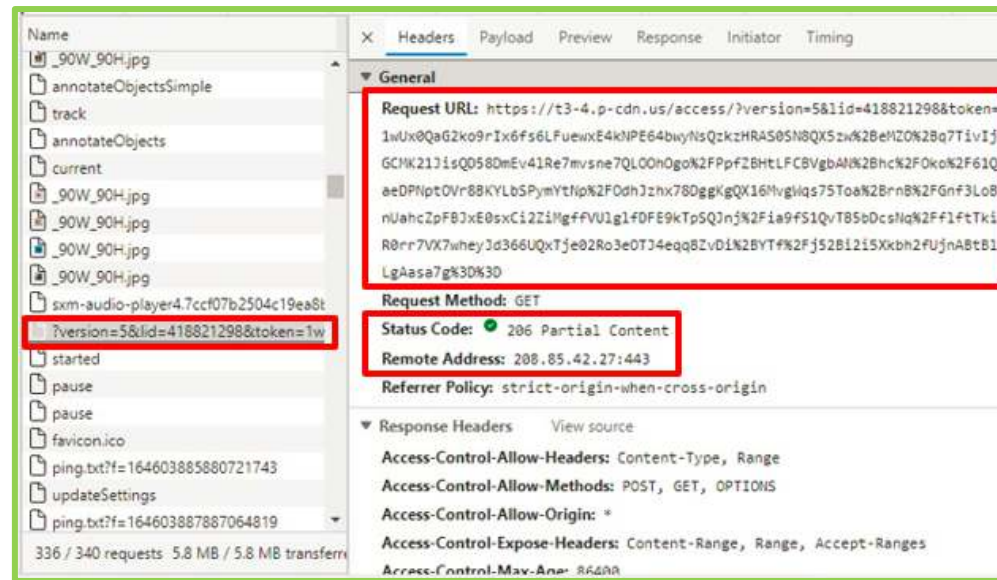 Name
_90W_90H.jpg
annotateObjectsSimple
track
annotateObjects
current
_90W_90H.jpg
_90W_90H.jpg
_90W_90H.jpg
_90W_90H.jpg
sxm-audio-player4.7ccf07b2504c19ea8b
?version=5&lid=418821298&token=1w
started
pause
pause
favicon.ico
ping.txt?f=164603885880721743
updateSettings
ping.txt?f=164603887887064819
336 / 340 requests 5.8 MB / 5.8 MB transferre
× Headers Payload Preview Response Initiator Timing
▼ General
Request URL: https://t3-4.p-cdn.us/access/?version=5&lid=418821298&token=
LgAasa7g%3D%3D
Request Method: GET
Status Code: 206 Partial Content
Remote Address: 208.85.42.27:443
Referrer Policy: strict-origin-when-cross-origin
▼ Response Headers View source
Access-Control-Allow-Headers: Content-Type, Range
Access-Control-Allow-Methods: POST, GET, OPTIONS
Access-Control-Allow-Origin: *
Access-Control-Expose-Headers: Content-Range, Range, Accept-Ranges
Access-Control-Max-Age: 86400